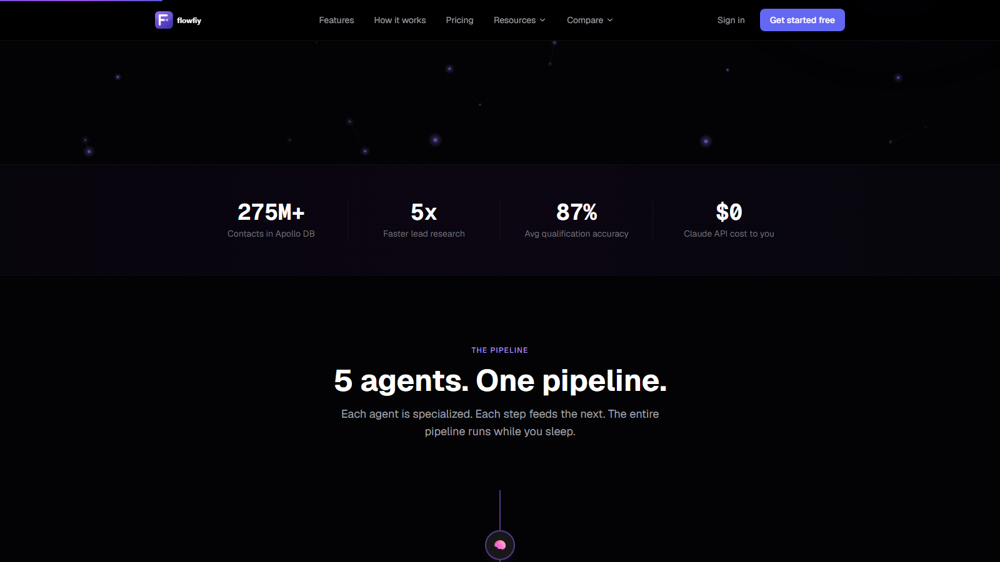 flowfiy
Features
How it works
Pricing
Resources
Compare
Sign in
Get started free
275M+
Contacts in Apollo DB
5x
Faster lead research
87%
Avg qualification accuracy
$0
Claude API cost to you
THE PIPELINE
5 agents. One pipeline.
Each agent is specialized. Each step feeds the next. The entire
pipeline runs while you sleep.